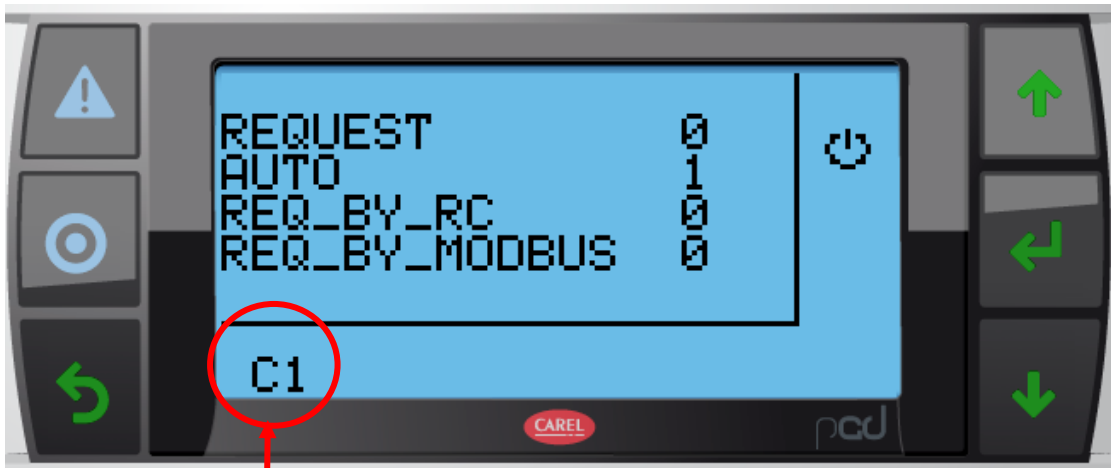 REQUEST 0
AUTO 1
REQ_BY_RC 0
REQ_BY_MODBUS 0
C1
CAREL
pGD